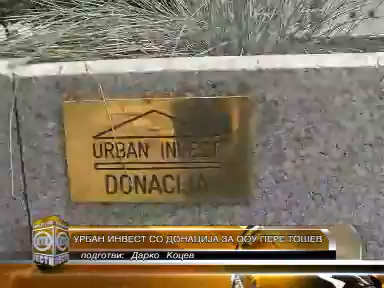 URBAN INVEST
DONACIJA
УРБАН ИНВЕСТ СО ДОНАЦИЈА ЗА ООУ ПЕРЕ ТОШЕВ
подготви: Дарко Коцев